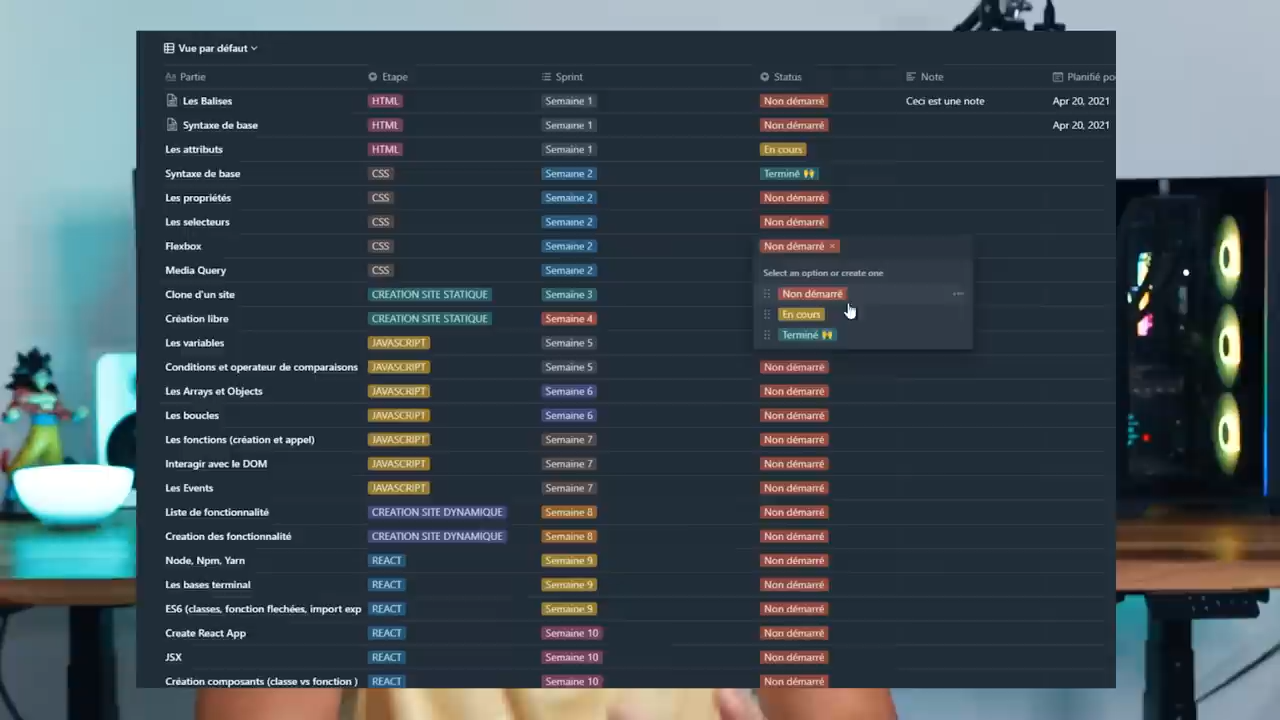 Vue par défaut
Partie Etape Sprint Status Note Planifié po
Les Balises HTML Semaine 1 Non démarré Ceci est une note Apr 20, 2021
Syntaxe de base HTML Semaine 1 Non démarré Apr 20, 2021
Les attributs HTML Semaine 1 En cours
Syntaxe de base CSS Semaine 2 Terminé 🙌
Les propriétés CSS Semaine 2 Non démarré
Les selecteurs CSS Semaine 2 Non démarré
Flexbox CSS Semaine 2 Non démarré ×
Media Query CSS Semaine 2 Select an option or create one
Clone d'un site CREATION SITE STATIQUE Semaine 3 Non démarré
Création libre CREATION SITE STATIQUE Semaine 4 En cours
Les variables JAVASCRIPT Semaine 5 Terminé 🙌
Conditions et operateur de comparaisons JAVASCRIPT Semaine 5 Non démarré
Les Arrays et Objects JAVASCRIPT Semaine 6 Non démarré
Les boucles JAVASCRIPT Semaine 6 Non démarré
Les fonctions (création et appel) JAVASCRIPT Semaine 7 Non démarré
Interagir avec le DOM JAVASCRIPT Semaine 7 Non démarré
Les Events JAVASCRIPT Semaine 7 Non démarré
Liste de fonctionnalité CREATION SITE DYNAMIQUE Semaine 8 Non démarré
Creation des fonctionnalité CREATION SITE DYNAMIQUE Semaine 8 Non démarré
Node, Npm, Yarn REACT Semaine 9 Non démarré
Les bases terminal REACT Semaine 9 Non démarré
ES6 (classes, fonction flechées, import exp REACT Semaine 9 Non démarré
Create React App REACT Semaine 10 Non démarré
JSX REACT Semaine 10 Non démarré
Création composants (classe vs fonction ) REACT Semaine 10 Non démarré